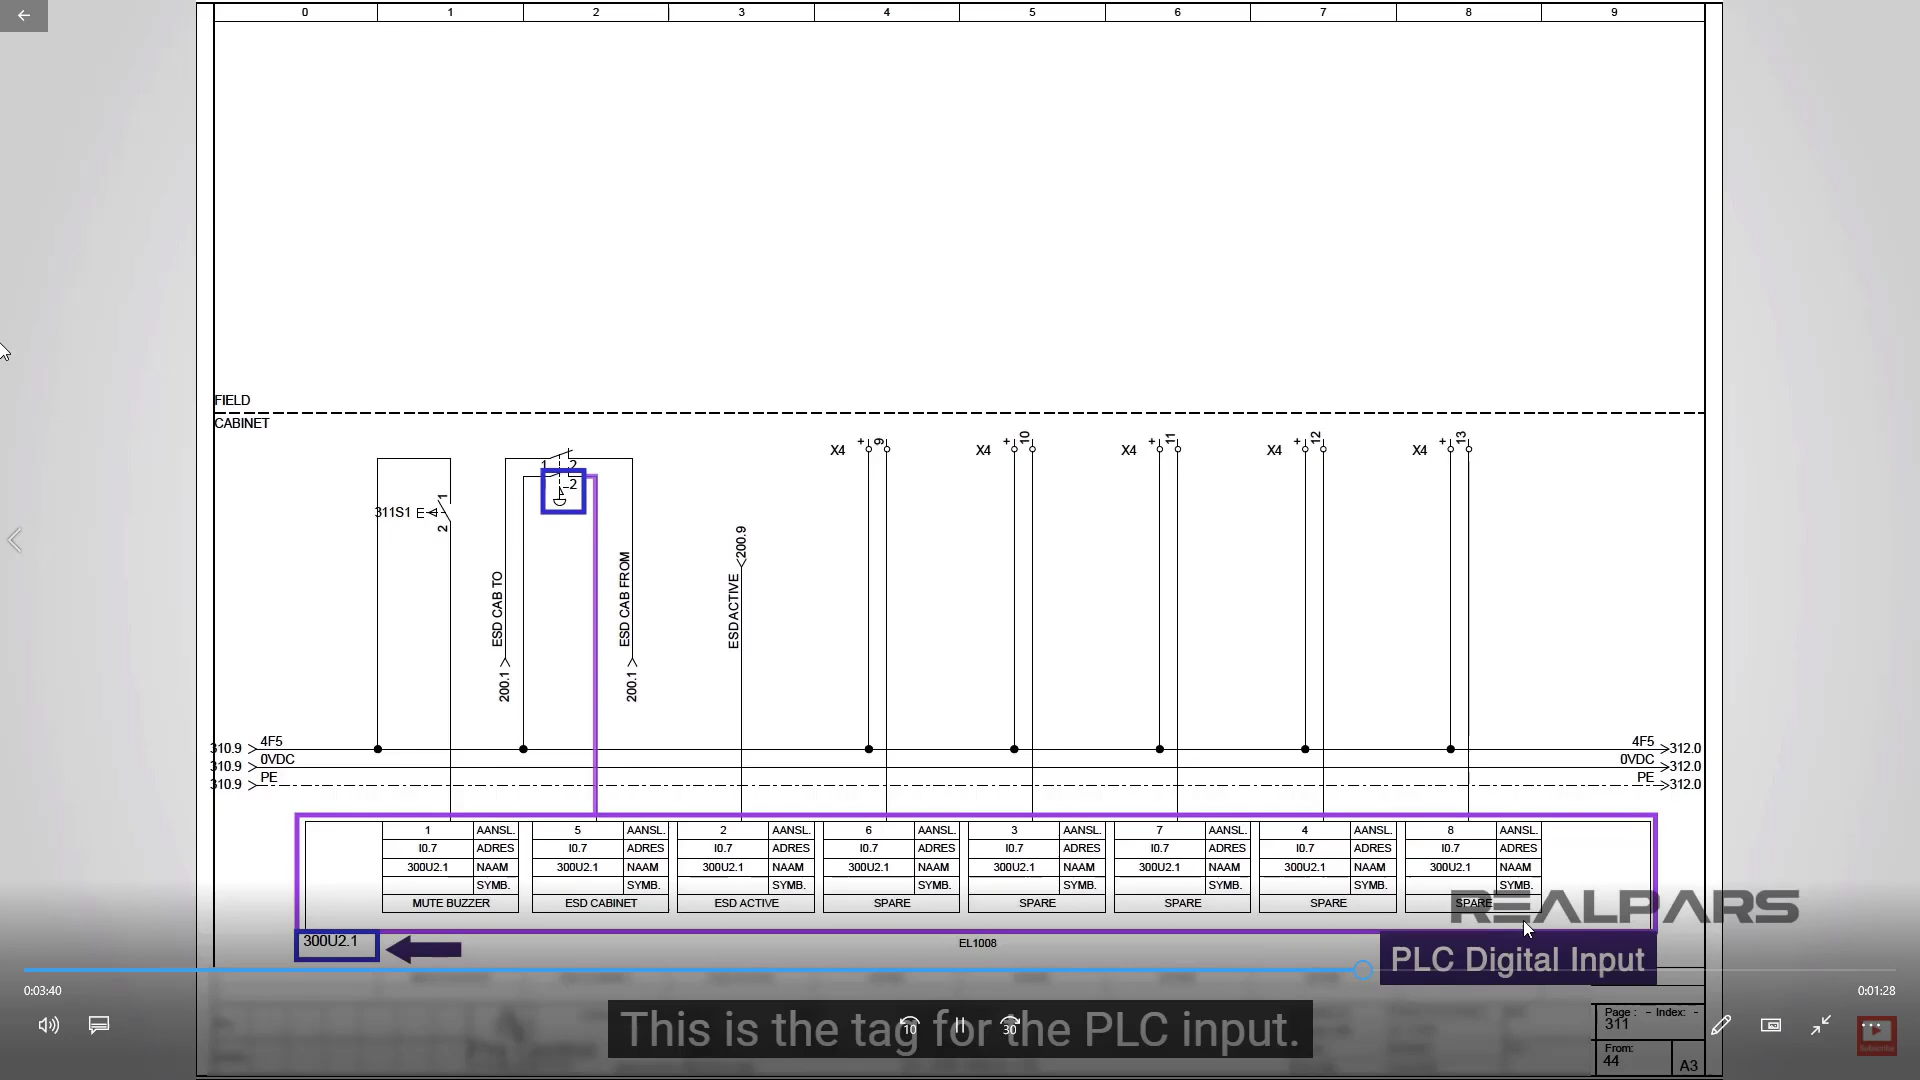 0 1 2 3 4 5 6 7 8 9
FIELD
CABINET
X4 + 9
X4 + 10
X4 + 11
X4 + 12
X4 + 13
1 2
2
311S1
1
2
ESD CAB TO
200.1
ESD CAB FROM
200.1
ESD ACTIVE
200.9
310.9 4F5 4F5 312.0
310.9 0VDC 0VDC 312.0
310.9 PE PE 312.0
1 AANSL. 5 AANSL. 2 AANSL. 6 AANSL. 3 AANSL. 7 AANSL. 4 AANSL. 8 AANSL.
I0.7 ADRES I0.7 ADRES I0.7 ADRES I0.7 ADRES I0.7 ADRES I0.7 ADRES I0.7 ADRES I0.7 ADRES
300U2.1 NAAM 300U2.1 NAAM 300U2.1 NAAM 300U2.1 NAAM 300U2.1 NAAM 300U2.1 NAAM 300U2.1 NAAM 300U2.1 NAAM
SYMB. SYMB. SYMB. SYMB. SYMB. SYMB. SYMB. SYMB.
MUTE BUZZER ESD CABINET ESD ACTIVE SPARE SPARE SPARE SPARE SPARE
REALPARS
300U2.1
EL1008
PLC Digital Input
0:03:40
0:01:28
This is the tag for the PLC input.
10
30
Page : - Index: -
311
From:
44
A3
Subscribe